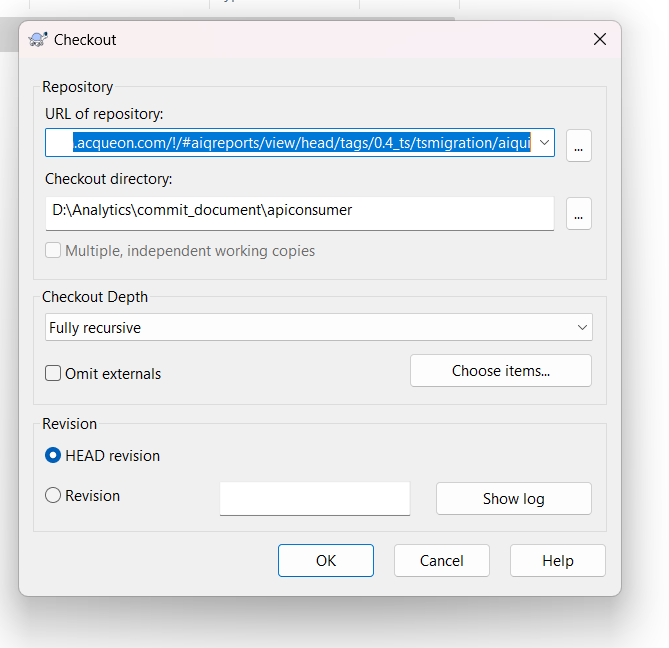 Checkout
Repository
URL of repository:
.acqueon.com/!/#aiqreports/view/head/tags/0.4_ts/tsmigration/aiqui
...
Checkout directory:
D:\Analytics\commit_document\apiconsumer
...
Multiple, independent working copies
Checkout Depth
Fully recursive
Omit externals
Choose items...
Revision
HEAD revision
Revision
Show log
OK
Cancel
Help